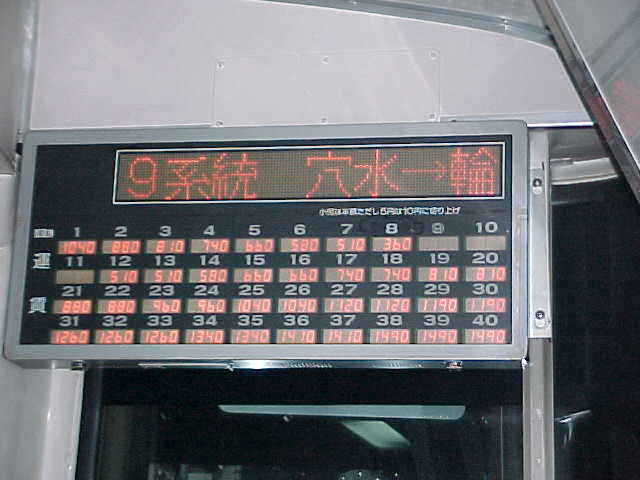 9系統 穴水→輪
小児は半額ただし5円は10円に切り上げ
1 2 3 4 5 6 7 8 9 10
1040 860 810 740 660 580 510 360
運 11 12 13 14 15 16 17 18 19 20
510 510 580 660 660 740 740 810 810
賃 21 22 23 24 25 26 27 28 29 30
880 890 960 960 1040 1040 1120 1120 1190 1190
31 32 33 34 35 36 37 38 39 40
1260 1260 1260 1340 1340 1410 1410 1490 1490 1490